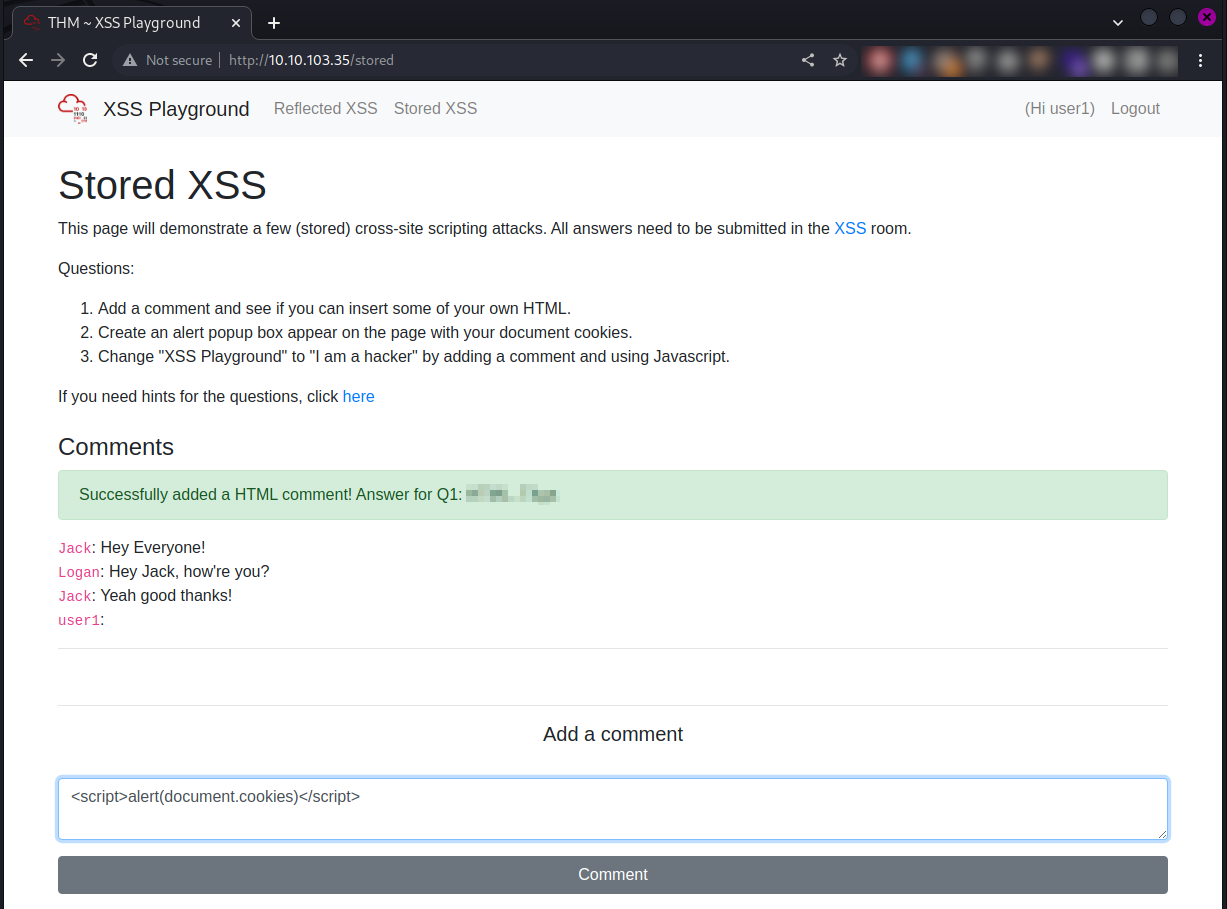 THM ~ XSS Playground
Not secure | http://10.10.103.35/stored
XSS Playground Reflected XSS Stored XSS (Hi user1) Logout
Stored XSS
This page will demonstrate a few (stored) cross-site scripting attacks. All answers need to be submitted in the XSS room.
Questions:
1. Add a comment and see if you can insert some of your own HTML.
2. Create an alert popup box appear on the page with your document cookies.
3. Change "XSS Playground" to "I am a hacker" by adding a comment and using Javascript.
If you need hints for the questions, click here
Comments
Successfully added a HTML comment! Answer for Q1:
Jack: Hey Everyone!
Logan: Hey Jack, how're you?
Jack: Yeah good thanks!
user1:
Add a comment
<script>alert(document.cookies)</script>
Comment